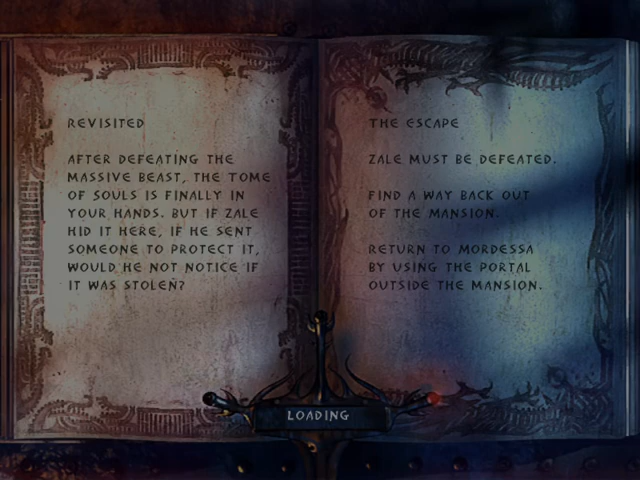 REVISITED
AFTER DEFEATING THE
MASSIVE BEAST, THE TOME
OF SOULS IS FINALLY IN
YOUR HANDS. BUT IF ZALE
HID IT HERE, IF HE SENT
SOMEONE TO PROTECT IT,
WOULD HE NOT NOTICE IF
IT WAS STOLEN?
THE ESCAPE
ZALE MUST BE DEFEATED.
FIND A WAY BACK OUT
OF THE MANSION.
RETURN TO MORDESSA
BY USING THE PORTAL
OUTSIDE THE MANSION.
LOADING